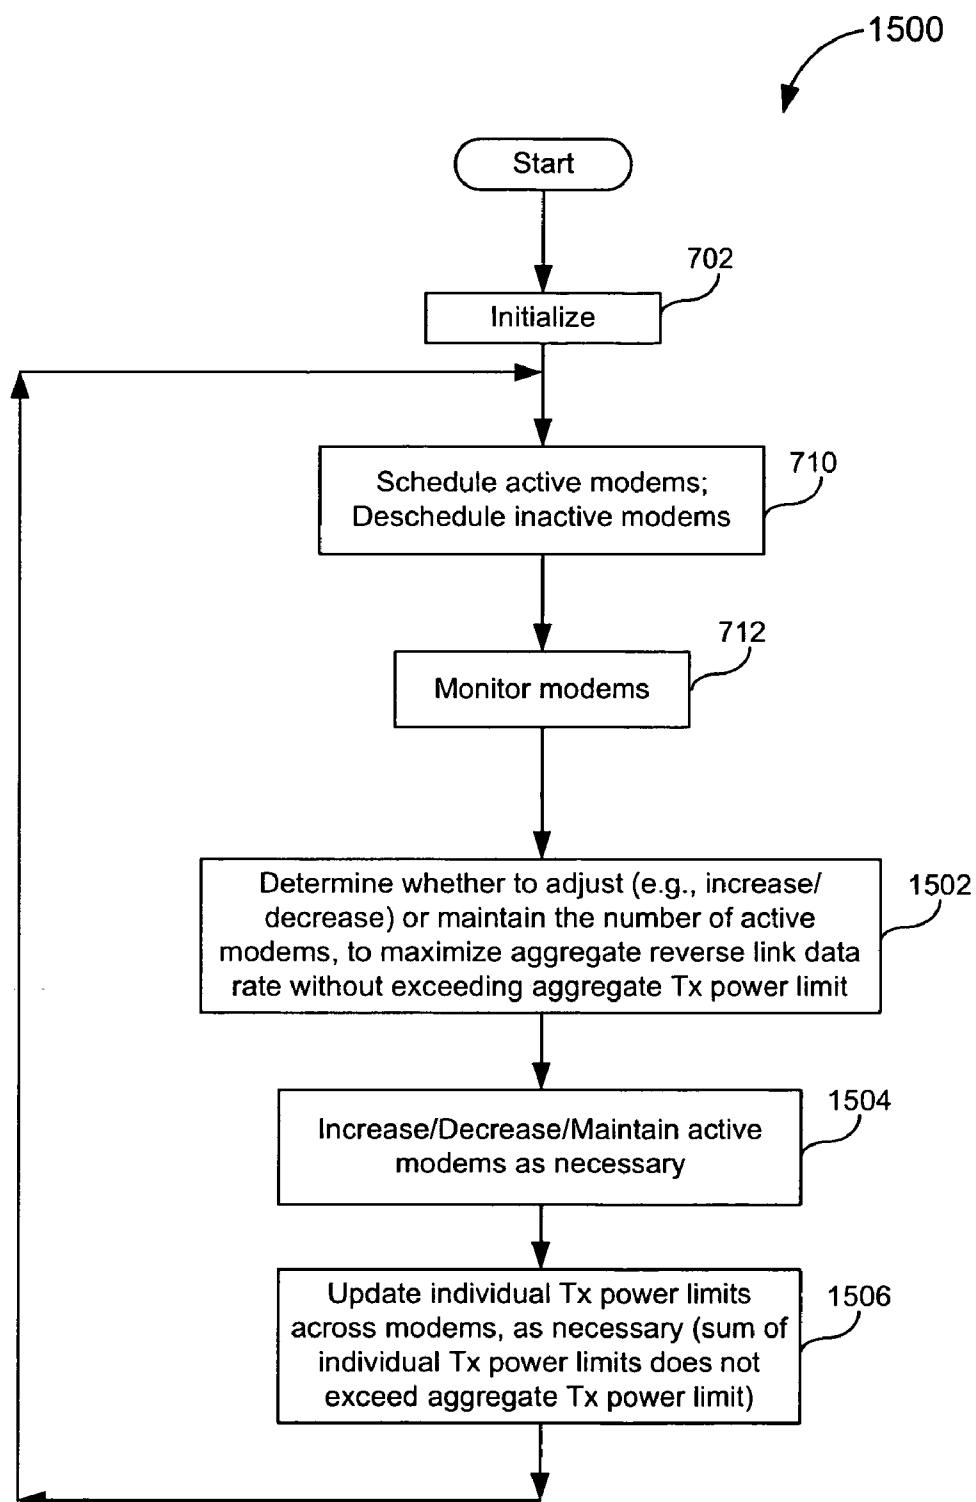 1500
Start
702
Initialize
710
Schedule active modems;
Deschedule inactive modems
712
Monitor modems
1502
Determine whether to adjust (e.g., increase/
decrease) or maintain the number of active
modems, to maximize aggregate reverse link data
rate without exceeding aggregate Tx power limit
1504
Increase/Decrease/Maintain active
modems as necessary
1506
Update individual Tx power limits
across modems, as necessary (sum of
individual Tx power limits does not
exceed aggregate Tx power limit)